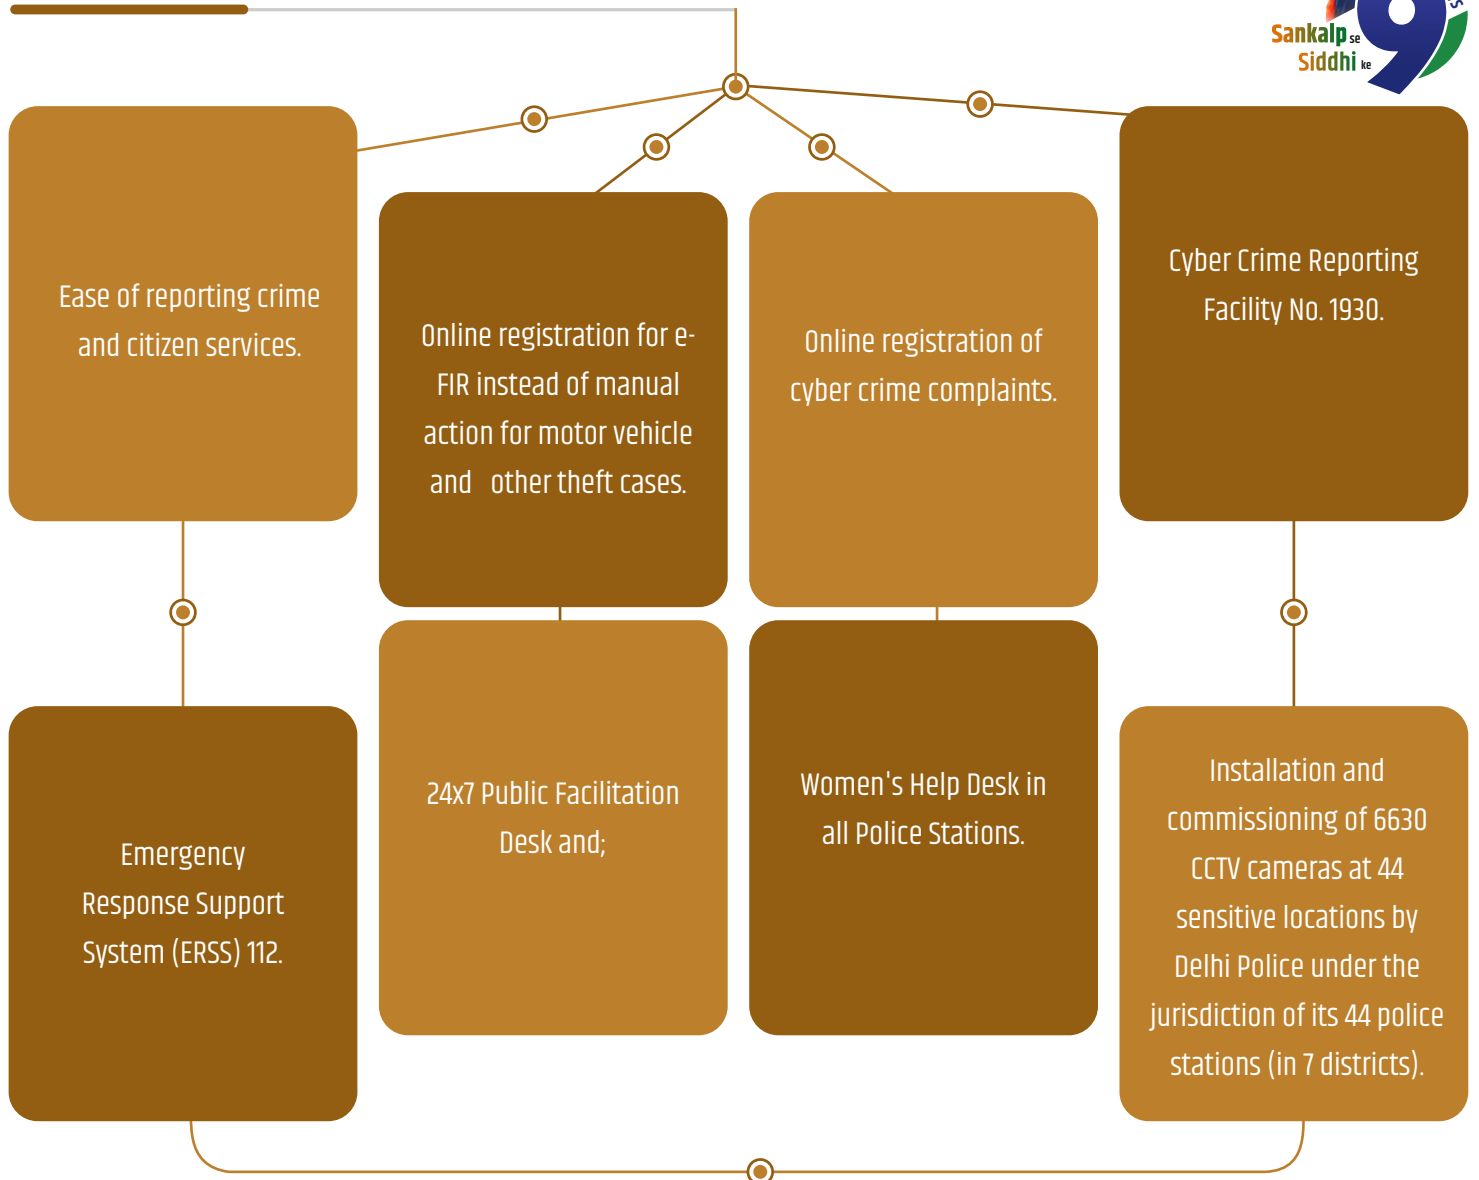 Sankalp se
Siddhi ke
9
Ease of reporting crime
and citizen services.
Online registration for e-
FIR instead of manual
action for motor vehicle
and other theft cases.
Online registration of
cyber crime complaints.
Cyber Crime Reporting
Facility No. 1930.
Emergency
Response Support
System (ERSS) 112.
24x7 Public Facilitation
Desk and;
Women's Help Desk in
all Police Stations.
Installation and
commissioning of 6630
CCTV cameras at 44
sensitive locations by
Delhi Police under the
jurisdiction of its 44 police
stations (in 7 districts).